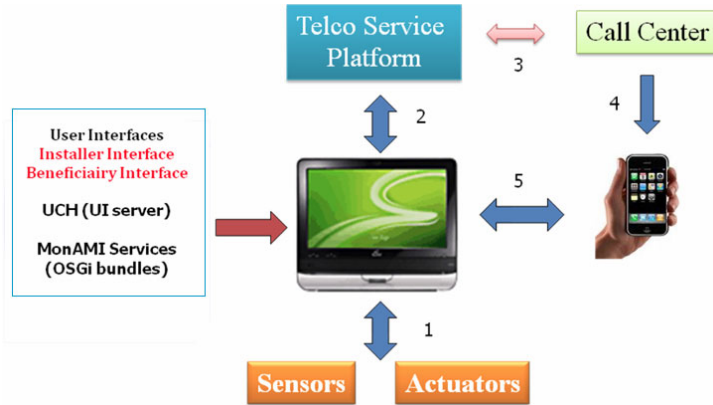 Telco Service
Platform
Call Center
3
4
2
User Interfaces
Installer Interface
Beneficiairy Interface
UCH (UI server)
MonAMI Services
(OSGi bundles)
5
1
Sensors
Actuators